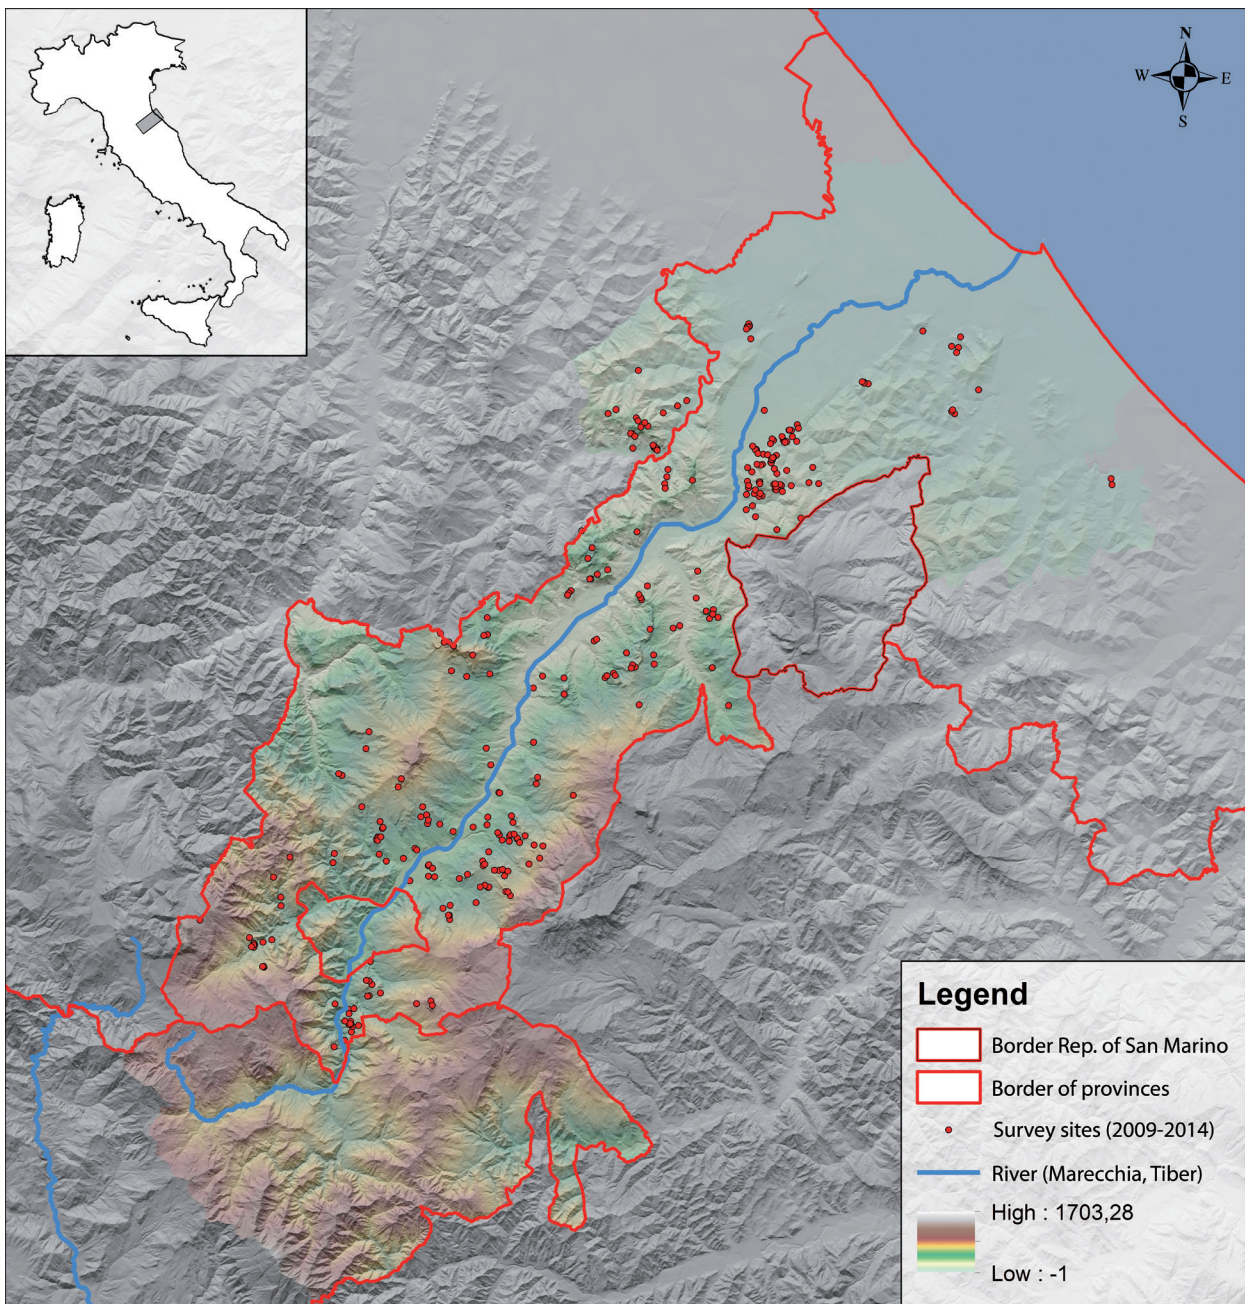 N
W E
S
Legend
Border Rep. of San Marino
Border of provinces
Survey sites (2009-2014)
River (Marecchia, Tiber)
High : 1703,28
Low : -1